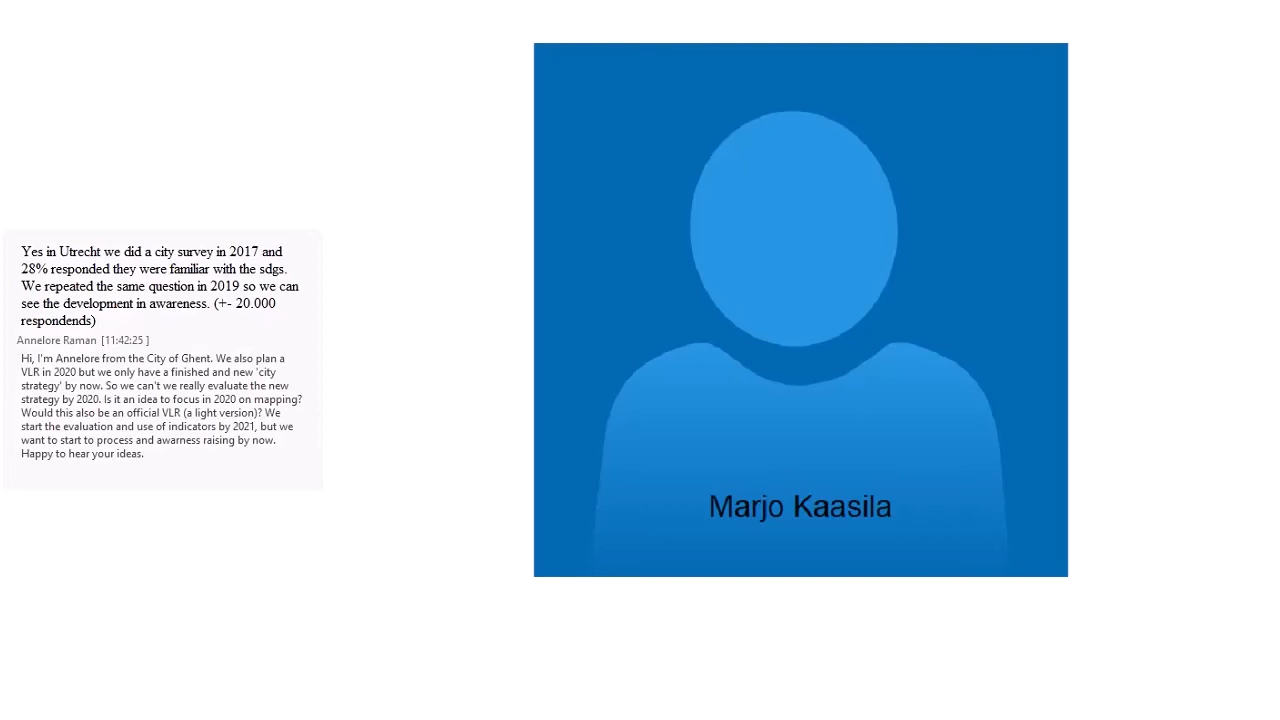 Yes in Utrecht we did a city survey in 2017 and
28% responded they were familiar with the sdgs.
We repeated the same question in 2019 so we can
see the development in awareness. (+- 20.000
respondends)
Annelore Raman [11:42:25 ]
Hi, I'm Annelore from the City of Ghent. We also plan a
VLR in 2020 but we only have a finished and new 'city
strategy' by now. So we can't we really evaluate the new
strategy by 2020. Is it an idea to focus in 2020 on mapping?
Would this also be an official VLR (a light version)? We
start the evaluation and use of indicators by 2021, but we
want to start to process and awarness raising by now.
Happy to hear your ideas.
Marjo Kaasila